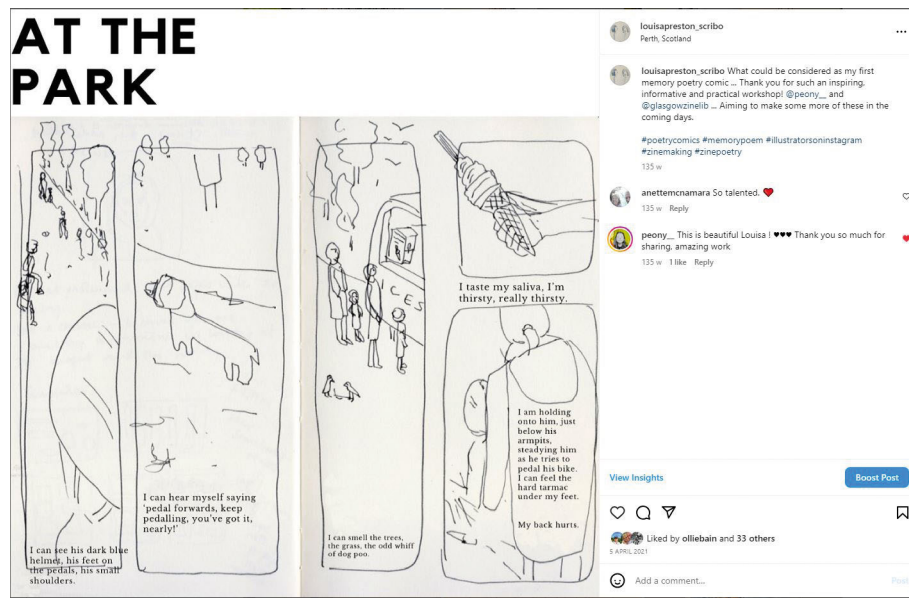 AT THE
PARK
I can see his dark blue
helmet, his feet on
the pedals, his small
shoulders.
I can hear myself saying
‘pedal forwards, keep
pedalling, you’ve got it,
nearly!’
ICES
I can smell the trees,
the grass, the odd whiff
of dog poo.
I taste my saliva, I’m
thirsty, really thirsty.
I am holding
onto him, just
below his
armpits,
steadying him
as he tries to
pedal his bike.
I can feel the
hard tarmac
under my feet.
My back hurts.
louisapreston_scribo
Perth, Scotland
louisapreston_scribo What could be considered as my first
memory poetry comic ... Thank you for such an inspiring,
informative and practical workshop! @peony__ and
@glasgowzinelib ... Aiming to make some more of these in the
coming days.
#poetrycomics #memorypoem #illustratorsoninstagram
#zinemaking #zinepoetry
135 w
anettemcnamara So talented. ❤️
135 w Reply
peony__ This is beautiful Louisa ! ♥♥♥ Thank you so much for
sharing. amazing work
135 w 1 like Reply
View Insights
Boost Post
Liked by olliebain and 33 others
5 APRIL 2021
Add a comment...
Post